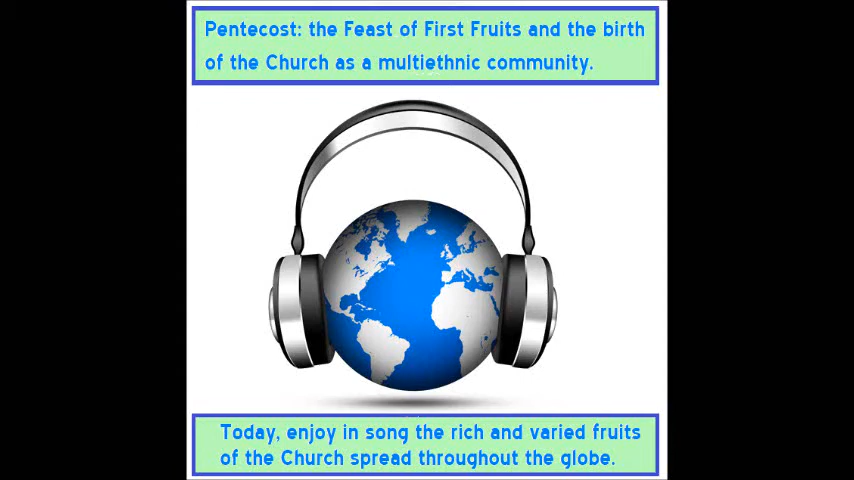 Pentecost: the Feast of First Fruits and the birth
of the Church as a multiethnic community.
Today, enjoy in song the rich and varied fruits
of the Church spread throughout the globe.